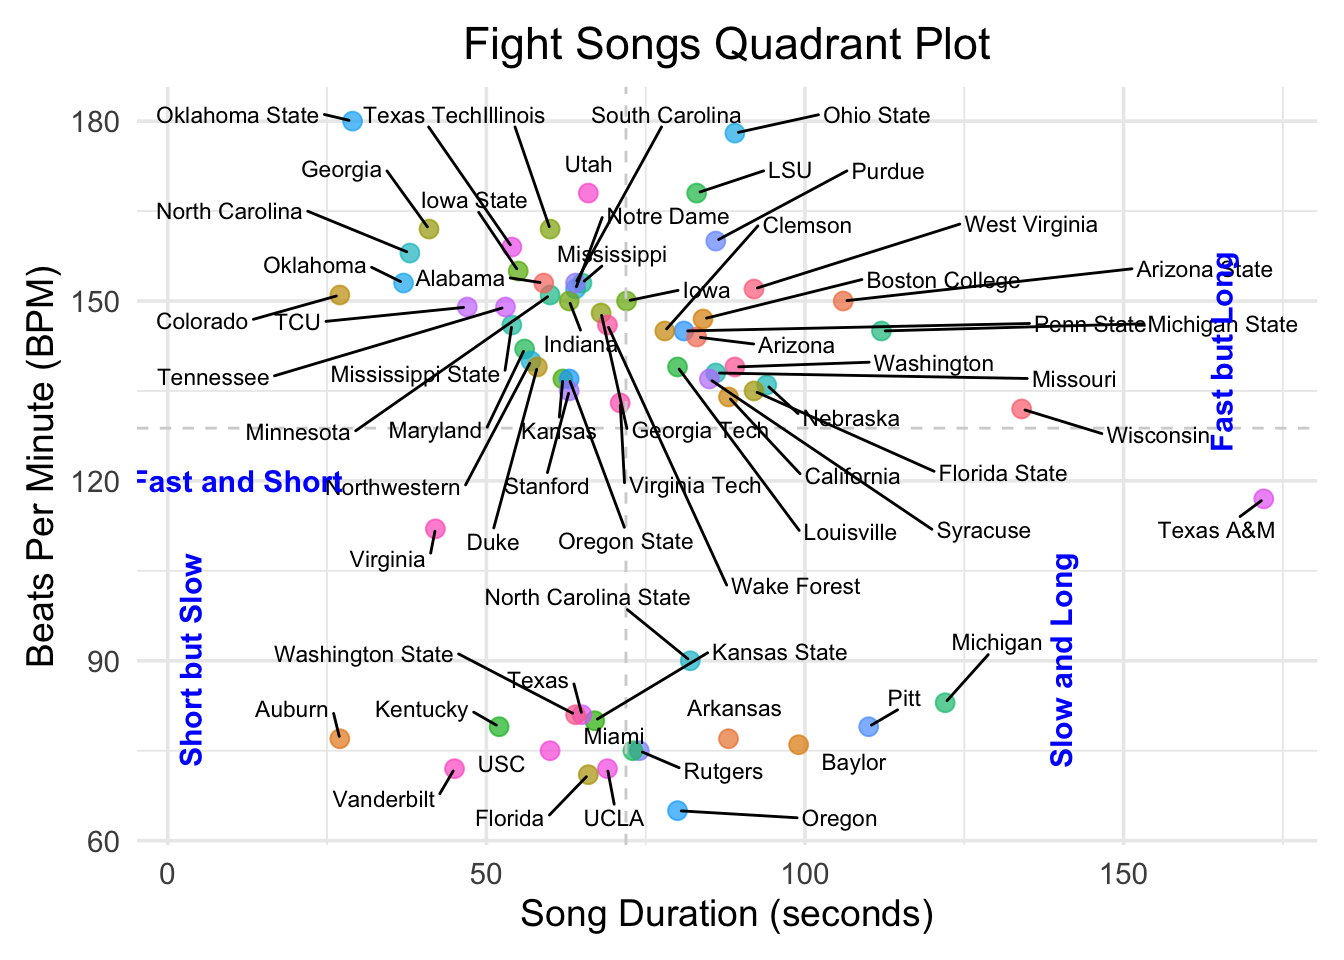 Fight Songs Quadrant Plot
Beats Per Minute (BPM)
180
150
120
90
60
Oklahoma State
Texas Tech
Illinois
South Carolina
Ohio State
Utah
Georgia
LSU
Purdue
Iowa State
North Carolina
Notre Dame
Clemson
West Virginia
Mississippi
Oklahoma
Alabama
Arizona State
Boston College
Iowa
Colorado
TCU
Penn State
Michigan State
Indiana
Arizona
Washington
Tennessee
Mississippi State
Missouri
Fast but Long
Nebraska
Minnesota
Maryland
Kansas
Georgia Tech
Wisconsin
Fast and Short
Northwestern
Stanford
Virginia Tech
California
Florida State
Texas A&M
Virginia
Duke
Oregon State
Louisville
Syracuse
Wake Forest
North Carolina State
Short but Slow
Slow and Long
Washington State
Kansas State
Michigan
Texas
Auburn
Kentucky
Arkansas
Pitt
Miami
USC
Rutgers
Baylor
Vanderbilt
Florida
UCLA
Oregon
0
50
100
150
Song Duration (seconds)